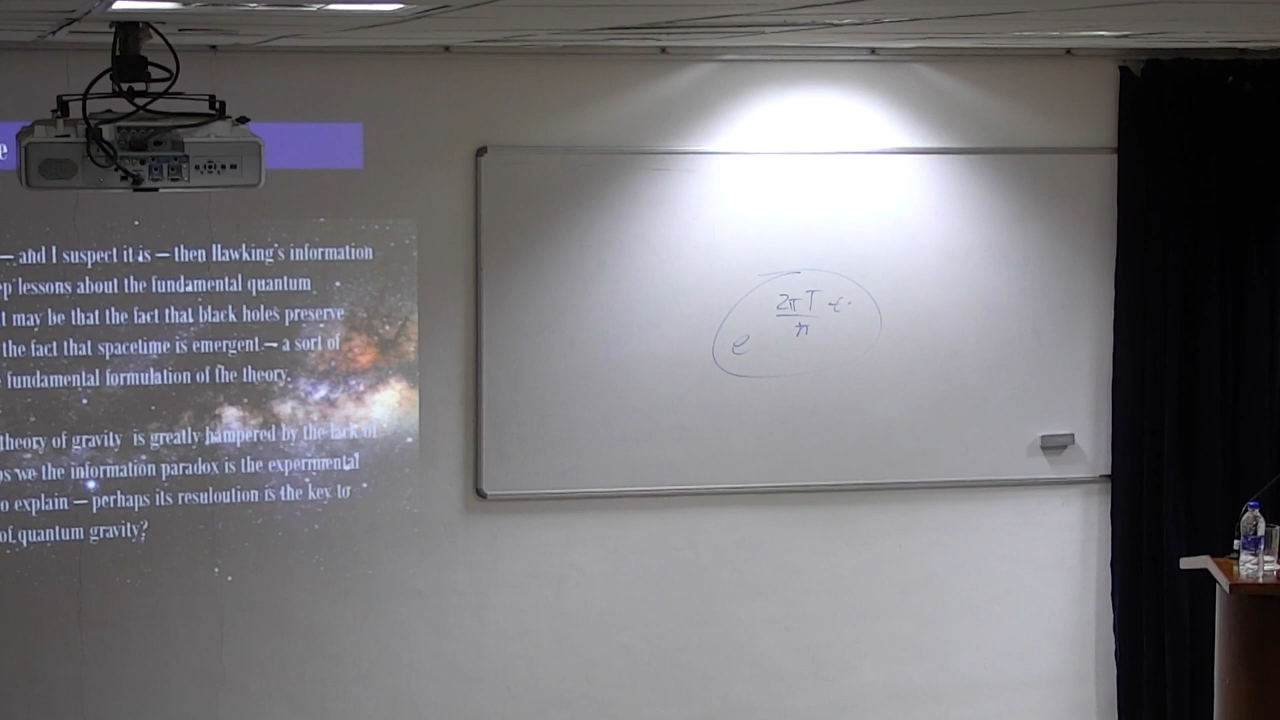 e
— and I suspect it is — then Hawking's information
ep lessons about the fundamental quantum
t may be that the fact that black holes preserve
the fact that spacetime is emergent — a sort of
fundamental formulation of the theory.
theory of gravity is greatly hampered by the lack of
os we the information paradox is the experimental
o explain — perhaps its resuloution is the key to
of quantum gravity?
e^{\frac{2πT}{ħ} t}